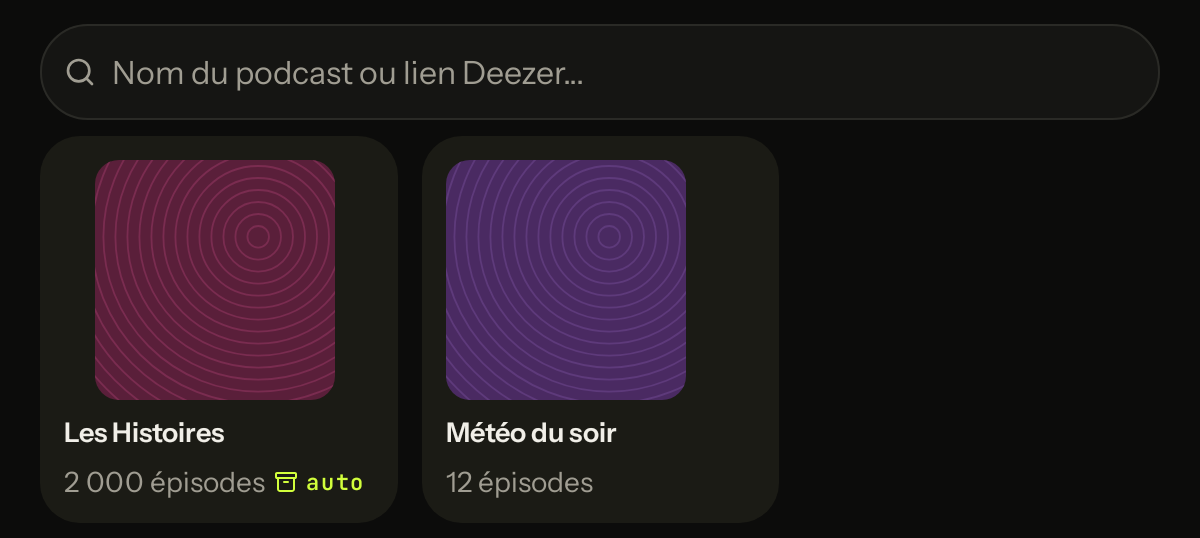 Nom du podcast ou lien Deezer...
Les Histoires
2 000 épisodes auto
Météo du soir
12 épisodes